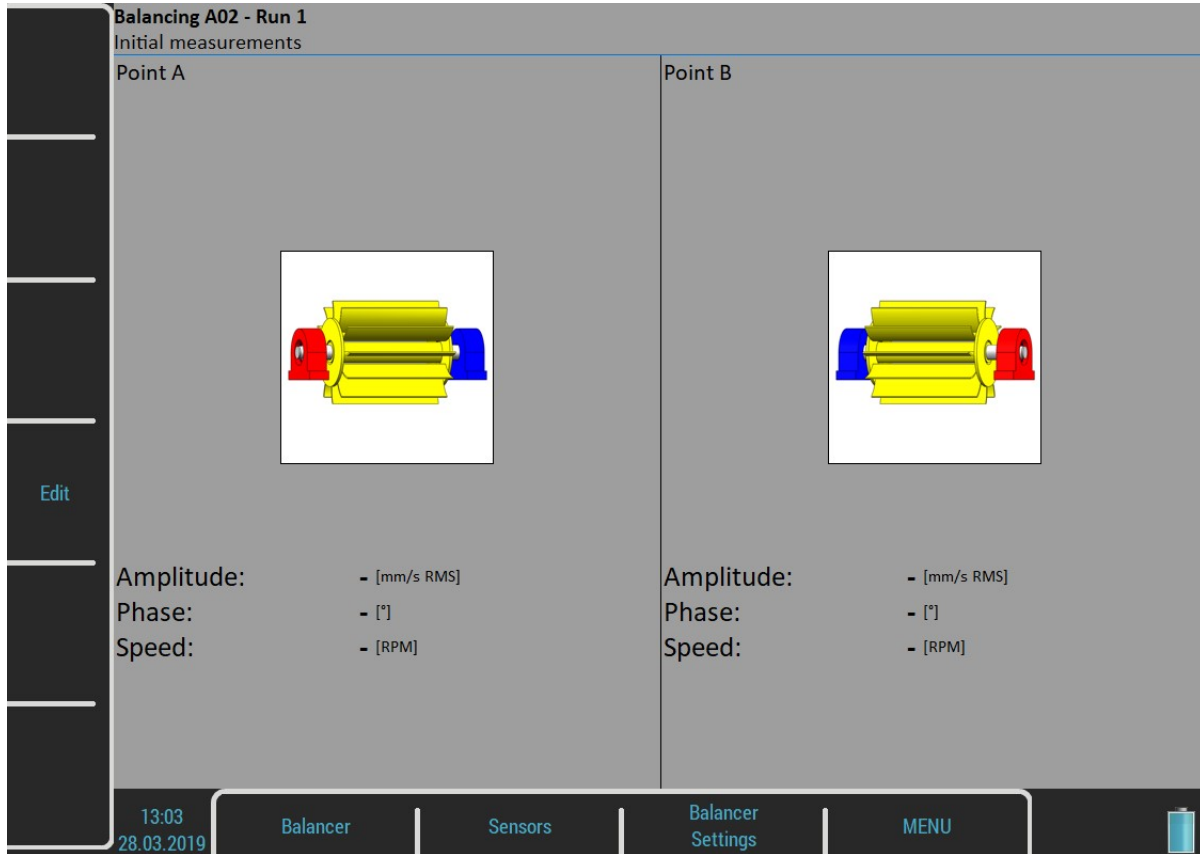 Balancing A02 - Run 1
Initial measurements
Point A
Point B
Edit
Amplitude: - [mm/s RMS]
Phase: - [°]
Speed: - [RPM]
Amplitude: - [mm/s RMS]
Phase: - [°]
Speed: - [RPM]
13:03
28.03.2019
Balancer
Sensors
Balancer
Settings
MENU